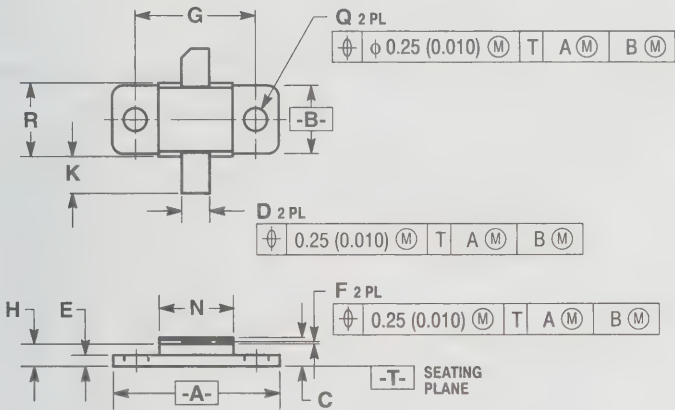 G
Q 2 PL
⌖ ϕ 0.25 (0.010) Ⓜ T A Ⓜ B Ⓜ
R
-B-
K
D 2 PL
⌖ 0.25 (0.010) Ⓜ T A Ⓜ B Ⓜ
H
E
N
F 2 PL
⌖ 0.25 (0.010) Ⓜ T A Ⓜ B Ⓜ
-A-
C
-T- SEATING
PLANE